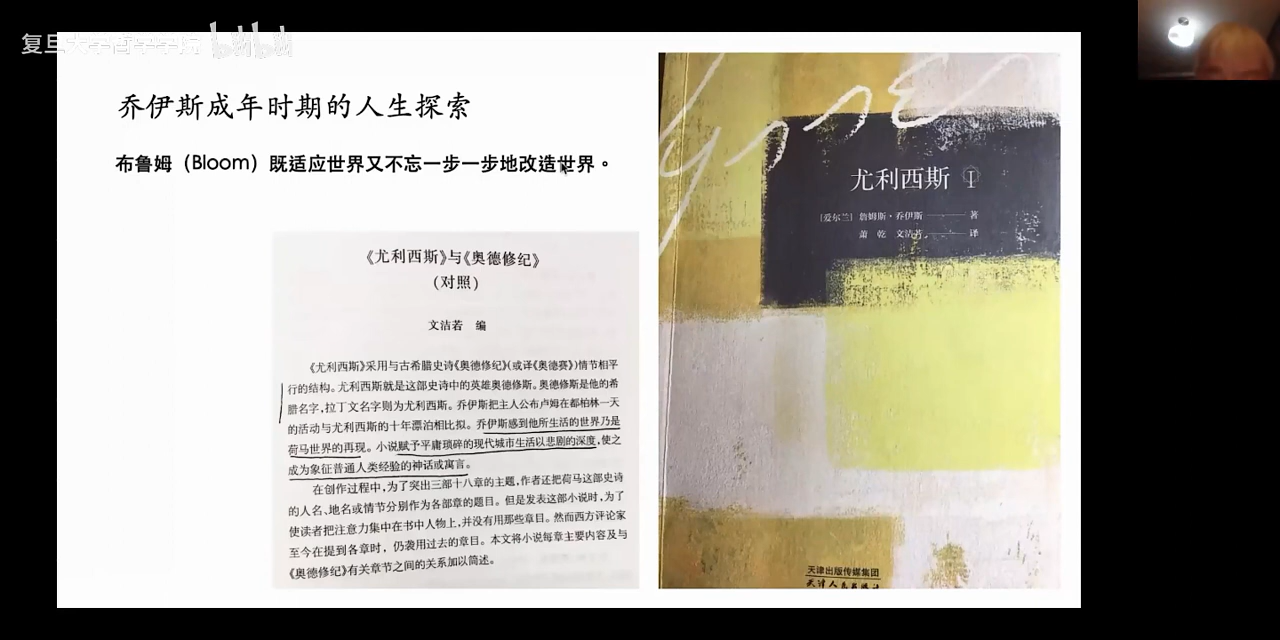 复旦大学哲学学院 bilibili
乔伊斯成年时期的人生探索
布鲁姆（Bloom）既适应世界又不忘一步一步地改造世界。
《尤利西斯》与《奥德修纪》
（对照）
文洁若 编
《尤利西斯》采用与古希腊史诗《奥德修纪》（或译《奥德赛》）情节相平
行的结构。尤利西斯就是这部史诗中的英雄奥德修斯。奥德修斯是他的希
腊名字，拉丁文名字则为尤利西斯。乔伊斯把主人公布卢姆在都柏林一天
的活动与尤利西斯的十年漂泊相比拟。乔伊斯感到他所生活的世界乃是
荷马世界的再现。小说赋予平庸琐碎的现代城市生活以悲剧的深度，使之
成为象征普通人类经验的神话或寓言。
在创作过程中，为了突出三部十八章的主题，作者还把荷马这部史诗
的人名、地名或情节分别作为各部章的题目。但是发表这部小说时，为了
使读者把注意力集中在书中人物上，并没有用那些章目。然而西方评论家
至今在提到各章时，仍袭用过去的章目。本文将小说每章主要内容及与
《奥德修纪》有关章节之间的关系加以简述。
尤利西斯 I
［爱尔兰］ 詹姆斯·乔伊斯 —— 著
萧 乾 文洁若 —— 译
天津出版传媒集团